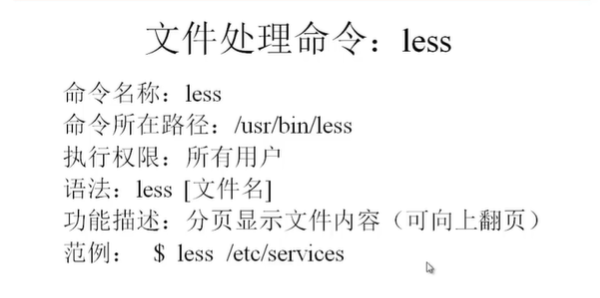 文件处理命令：less
命令名称：less
命令所在路径：/usr/bin/less
执行权限：所有用户
语法：less [文件名]
功能描述：分页显示文件内容（可向上翻页）
范例： $ less /etc/services